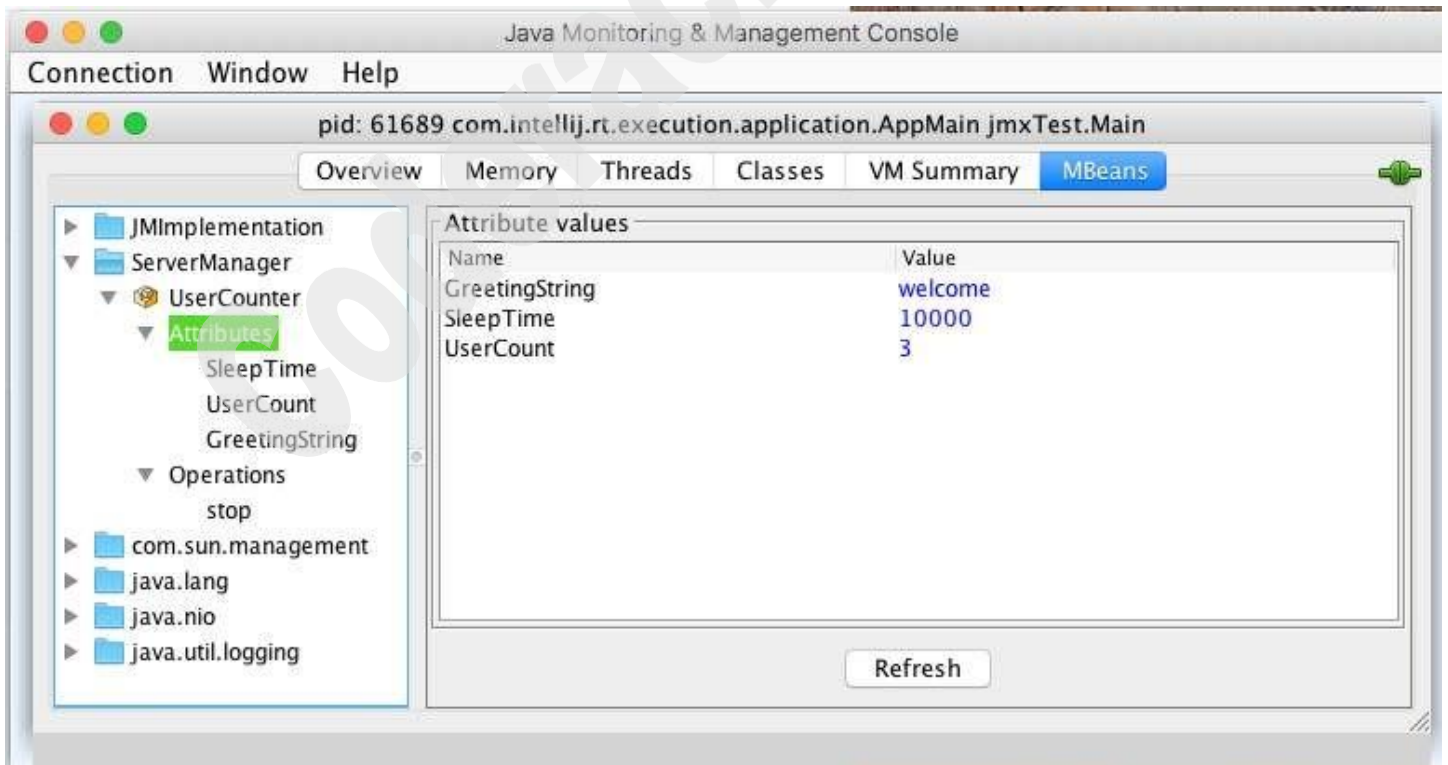 Java Monitoring & Management Console
Connection Window Help
pid: 61689 com.intellij.rt.execution.application.AppMain jmxTest.Main
Overview Memory Threads Classes VM Summary MBeans
JMImplementation
ServerManager
UserCounter
Attributes
SleepTime
UserCount
GreetingString
Operations
stop
com.sun.management
java.lang
java.nio
java.util.logging
Attribute values
Name Value
GreetingString welcome
SleepTime 10000
UserCount 3
Refresh